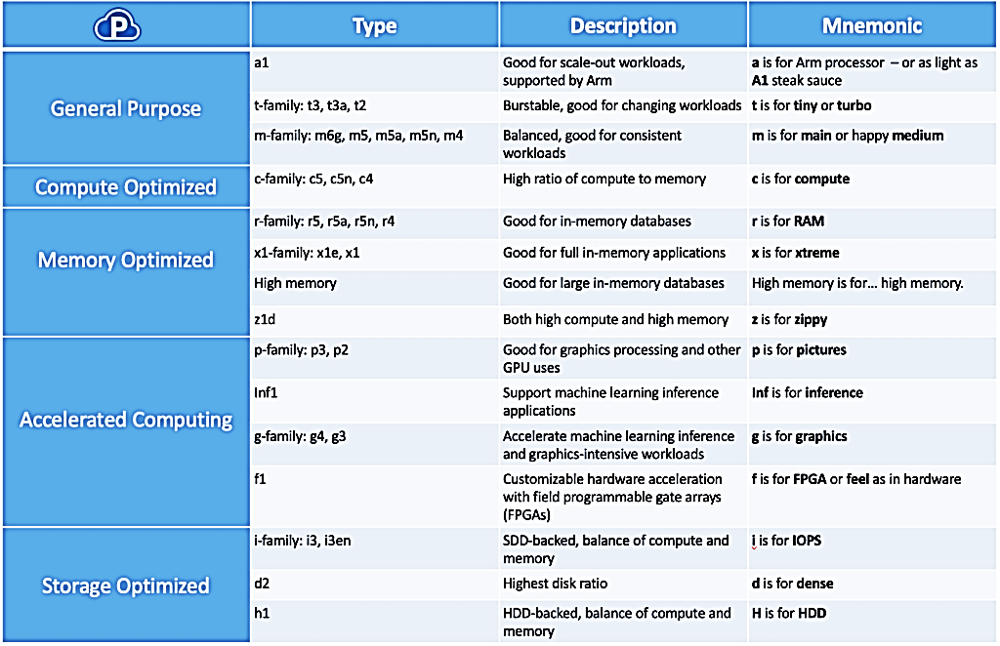 P
Type
Description
Mnemonic
General Purpose
a1
Good for scale-out workloads,
supported by Arm
a is for Arm processor – or as light as
A1 steak sauce
t-family: t3, t3a, t2
Burstable, good for changing workloads
t is for tiny or turbo
m-family: m6g, m5, m5a, m5n, m4
Balanced, good for consistent
workloads
m is for main or happy medium
Compute Optimized
c-family: c5, c5n, c4
High ratio of compute to memory
c is for compute
Memory Optimized
r-family: r5, r5a, r5n, r4
Good for in-memory databases
r is for RAM
x1-family: x1e, x1
Good for full in-memory applications
x is for xtreme
High memory
Good for large in-memory databases
High memory is for... high memory.
z1d
Both high compute and high memory
z is for zippy
Accelerated Computing
p-family: p3, p2
Good for graphics processing and other
GPU uses
p is for pictures
Inf1
Support machine learning inference
applications
Inf is for inference
g-family: g4, g3
Accelerate machine learning inference
and graphics-intensive workloads
g is for graphics
f1
Customizable hardware acceleration
with field programmable gate arrays
(FPGAs)
f is for FPGA or feel as in hardware
Storage Optimized
i-family: i3, i3en
SDD-backed, balance of compute and
memory
i is for IOPS
d2
Highest disk ratio
d is for dense
h1
HDD-backed, balance of compute and
memory
H is for HDD